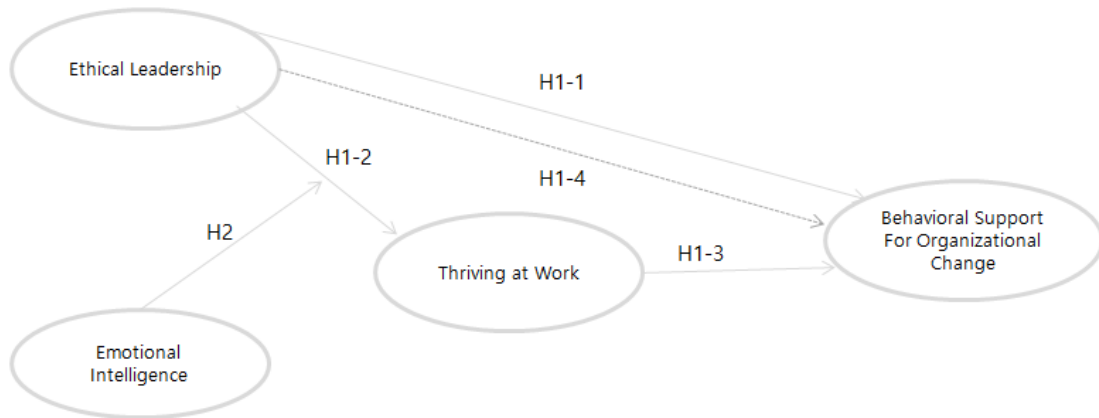 Ethical Leadership
H1-1
H1-2
H1-4
H2
Behavioral Support
For Organizational
Change
H1-3
Thriving at Work
Emotional
Intelligence